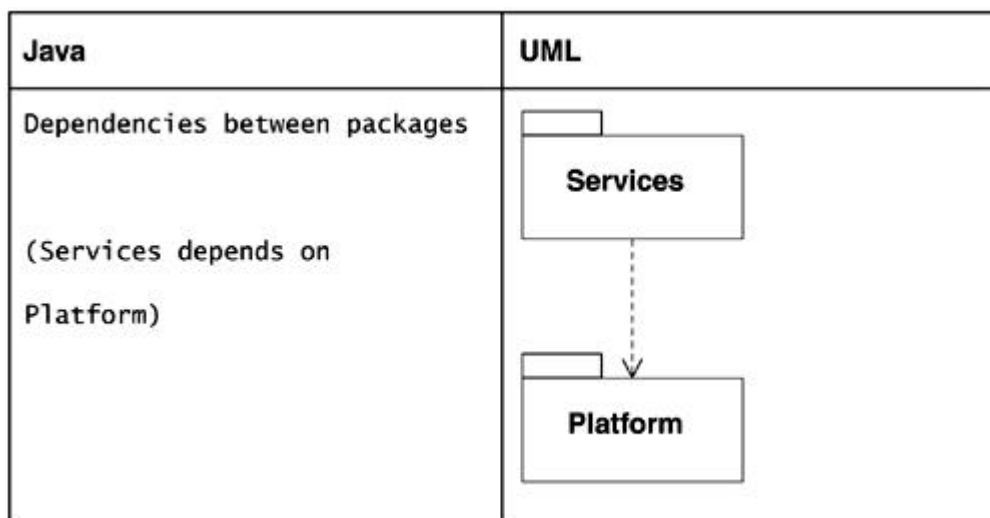 Java
UML
Dependencies between packages
(Services depends on
Platform)
Services
Platform